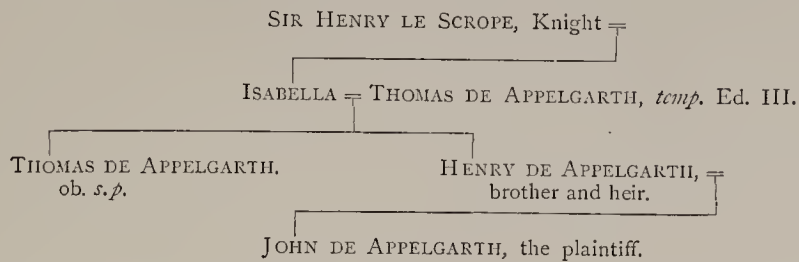 SIR HENRY LE SCROPE, Knight =
ISABELLA = THOMAS DE APPELGARTH, temp. Ed. III.
THOMAS DE APPELGARTH. HENRY DE APPELGARTH, =
ob. s.p. brother and heir.
JOHN DE APPELGARTH, the plaintiff.